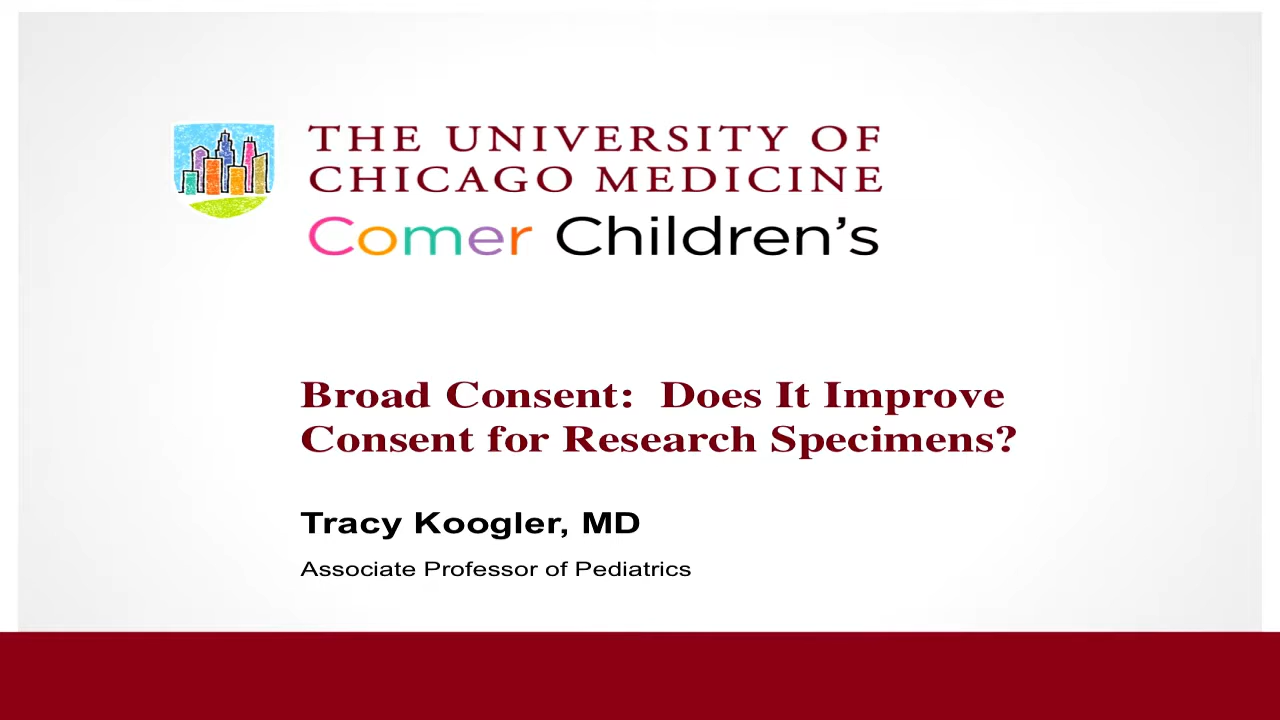 THE UNIVERSITY OF
CHICAGO MEDICINE
Comer Children’s
Broad Consent: Does It Improve
Consent for Research Specimens?
Tracy Koogler, MD
Associate Professor of Pediatrics